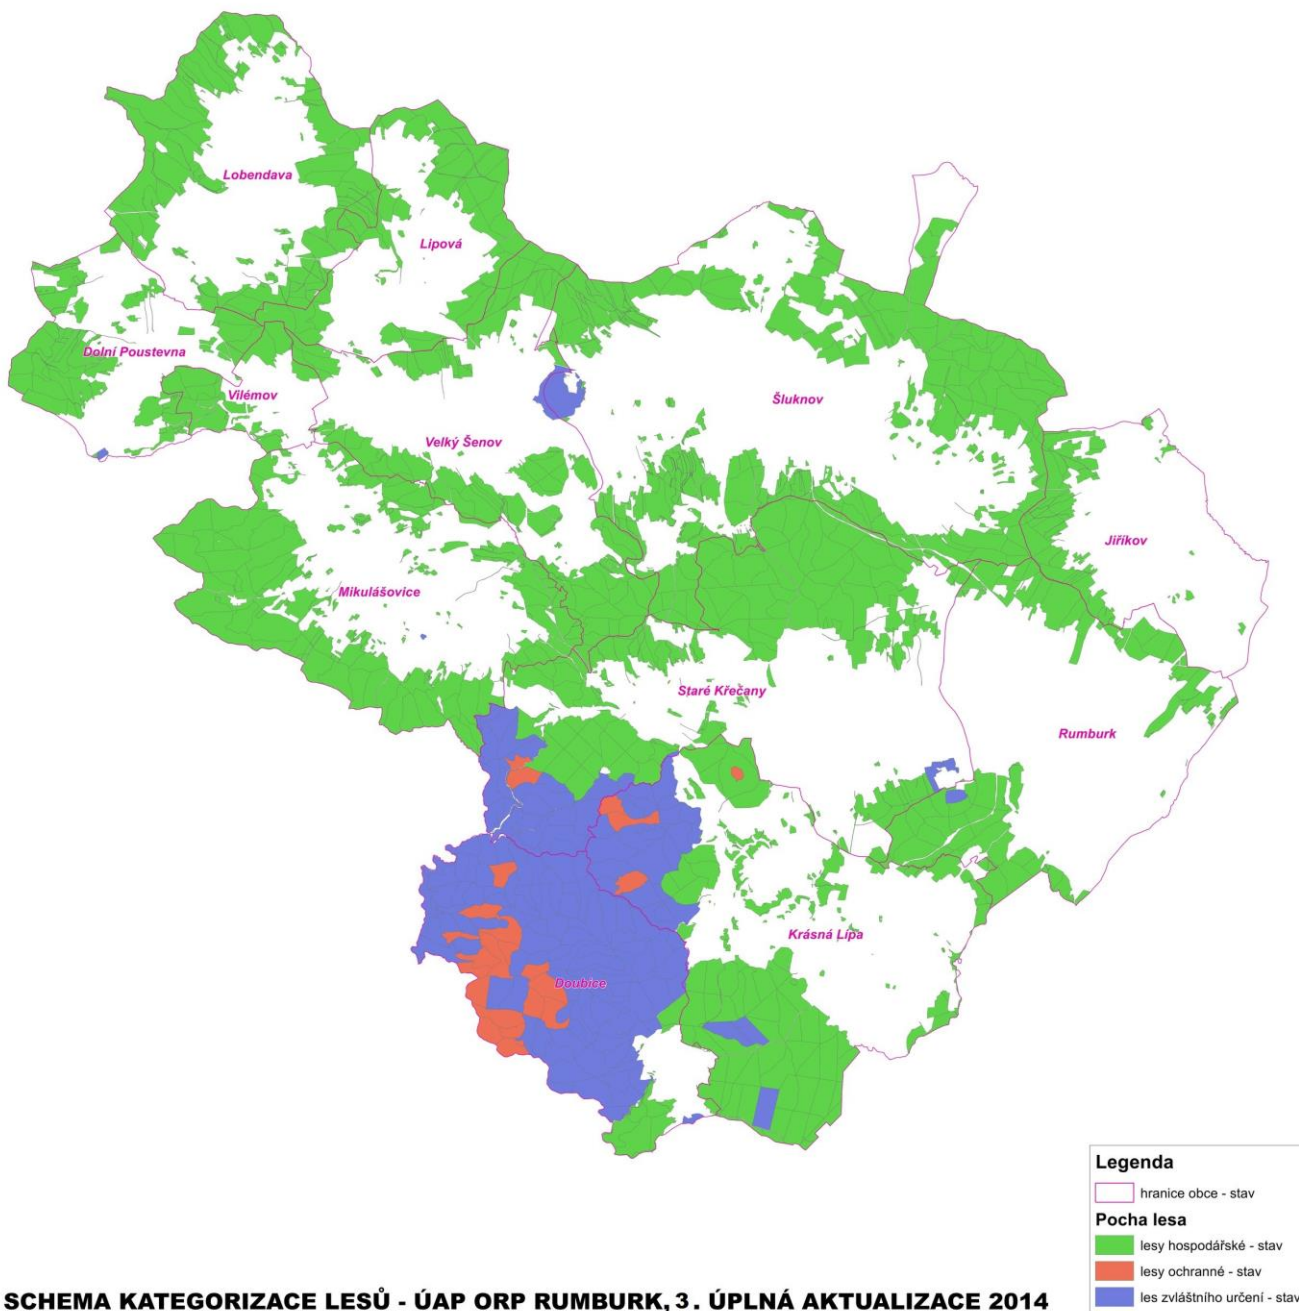 Lobendava
Lipová
Dolní Poustevna
Vilémov
Šluknov
Velký Šenov
Jiříkov
Mikulášovice
Staré Křečany
Rumburk
Krásná Lípa
Doubice
Legenda
hranice obce - stav
Pocha lesa
lesy hospodářské - stav
lesy ochranné - stav
les zvláštního určení - stav
SCHEMA KATEGORIZACE LESŮ - ÚAP ORP RUMBURK, 3. ÚPLNÁ AKTUALIZACE 2014